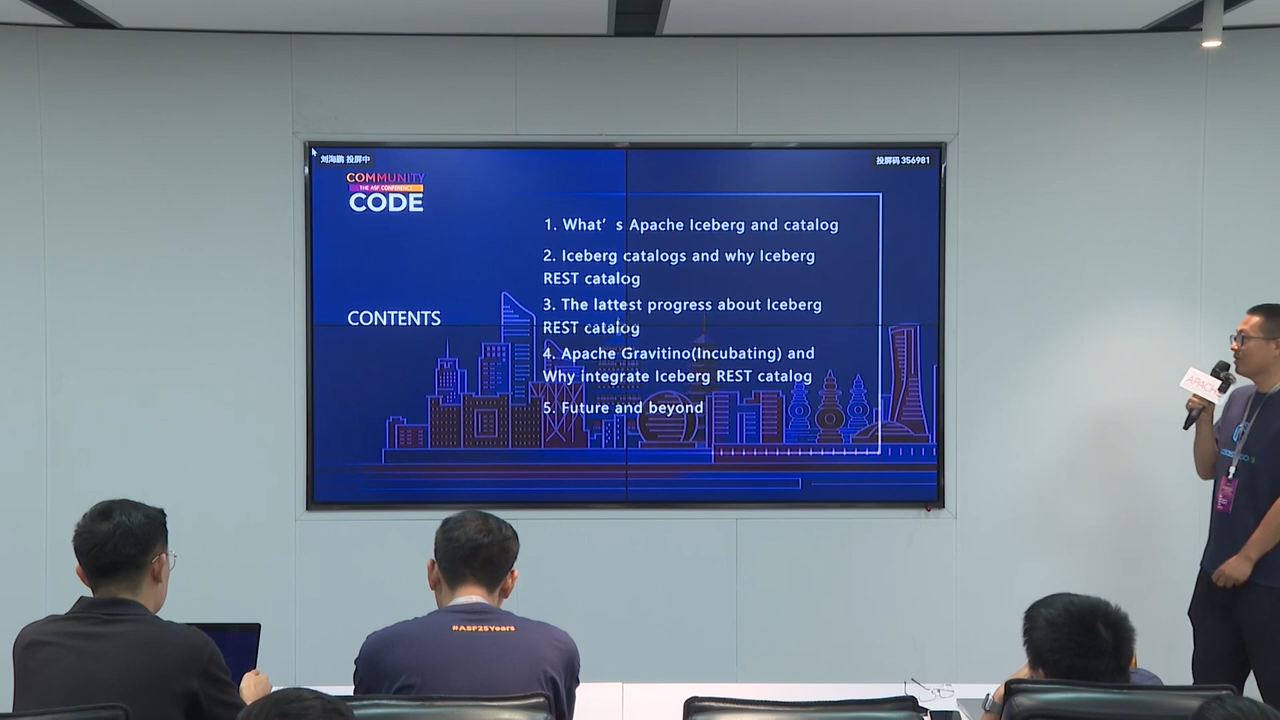 刘海鹏 投屏中
投屏码 356981
COMMUNITY
THE ASF CONFERENCE
CODE
CONTENTS
1. What’s Apache Iceberg and catalog
2. Iceberg catalogs and why Iceberg
REST catalog
3. The lattest progress about Iceberg
REST catalog
4. Apache Gravitino(Incubating) and
Why integrate Iceberg REST catalog
5. Future and beyond
#ASF25Years